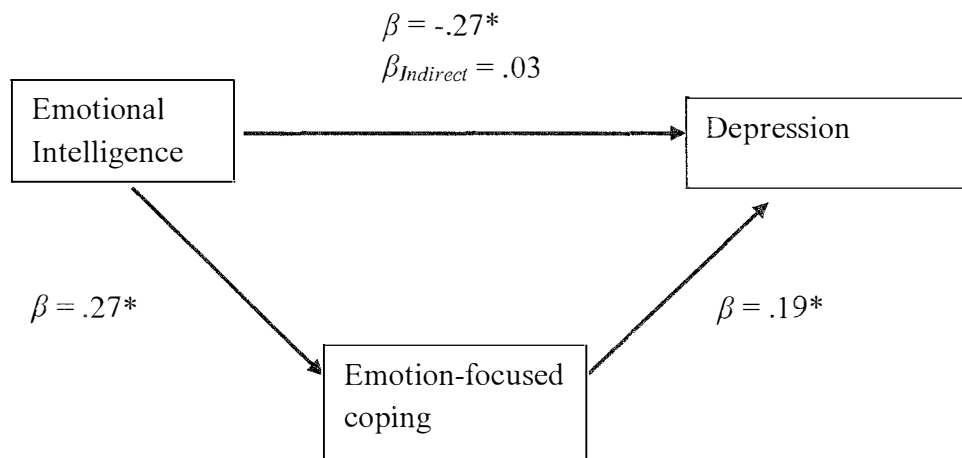 β = -.27*
βIndirect = .03
Emotional
Intelligence
Depression
β = .27*
β = .19*
Emotion-focused
coping